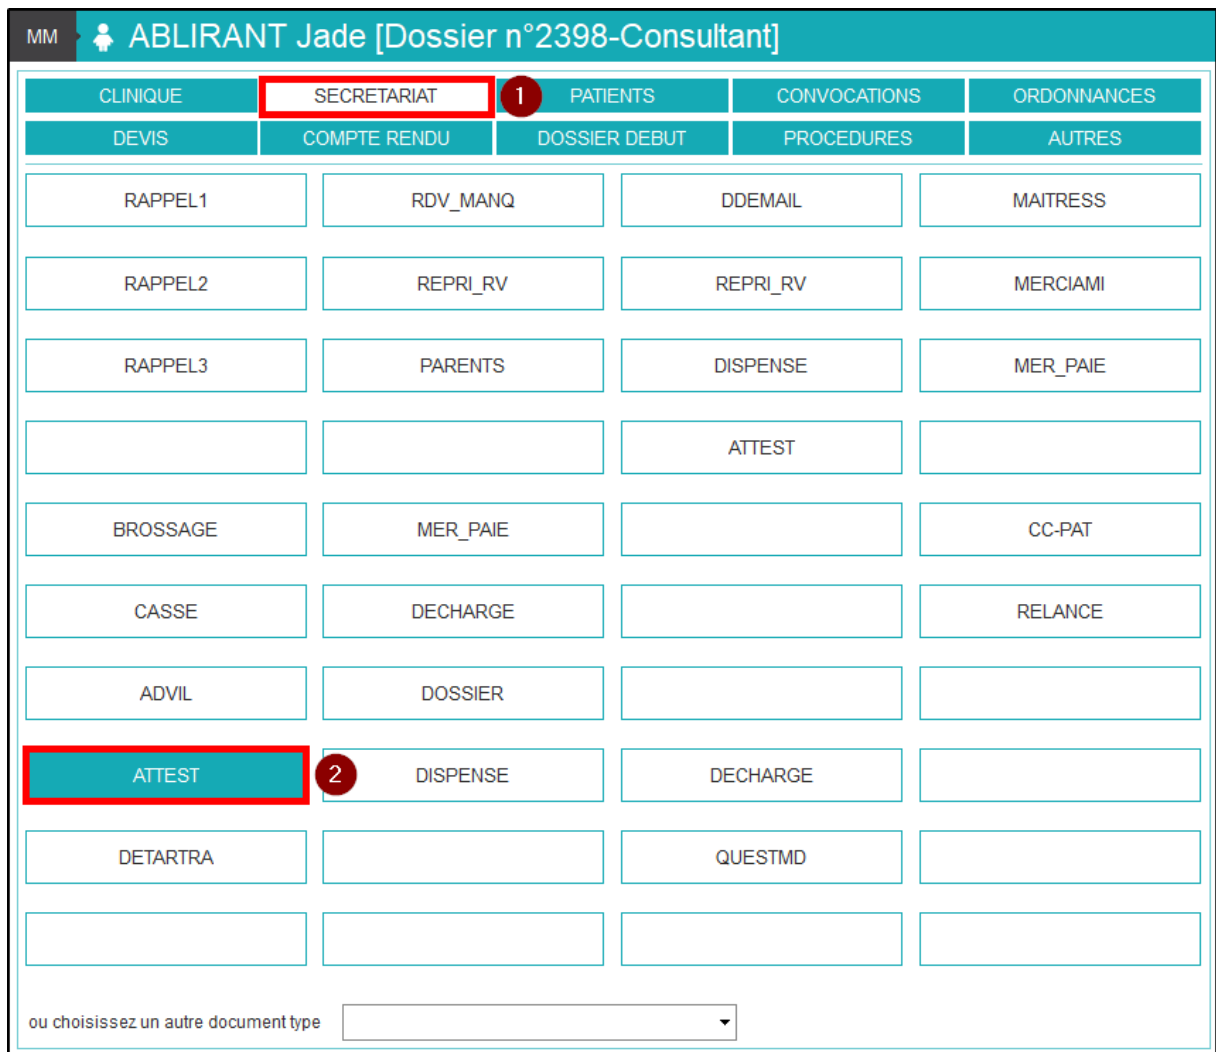 MM ABLIRANT Jade [Dossier n°2398-Consultant]
CLINIQUE SECRETARIAT 1 PATIENTS CONVOCATIONS ORDONNANCES
DEVIS COMPTE RENDU DOSSIER DEBUT PROCEDURES AUTRES
RAPPEL1 RDV_MANQ DDEMAIL MAITRESS
RAPPEL2 REPRI_RV REPRI_RV MERCIAMI
RAPPEL3 PARENTS DISPENSE MER_PAIE
ATTEST
BROSSAGE MER_PAIE CC-PAT
CASSE DECHARGE RELANCE
ADVIL DOSSIER
ATTEST 2 DISPENSE DECHARGE
DETARTRA QUESTMD
ou choisissez un autre document type